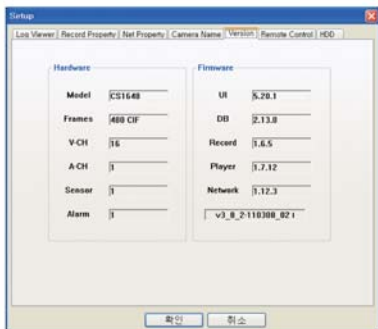 Setup
Log Viewer Record Property Net Property Camera Name Version Remote Control HDD
Hardware
Model CS1648
Frames 480 CIF
V-CH 16
A-CH 1
Sensor 1
Alarm 1
Firmware
UI 5.20.1
DB 2.13.0
Record 1.6.5
Player 1.7.12
Network 1.12.3
확인 취소